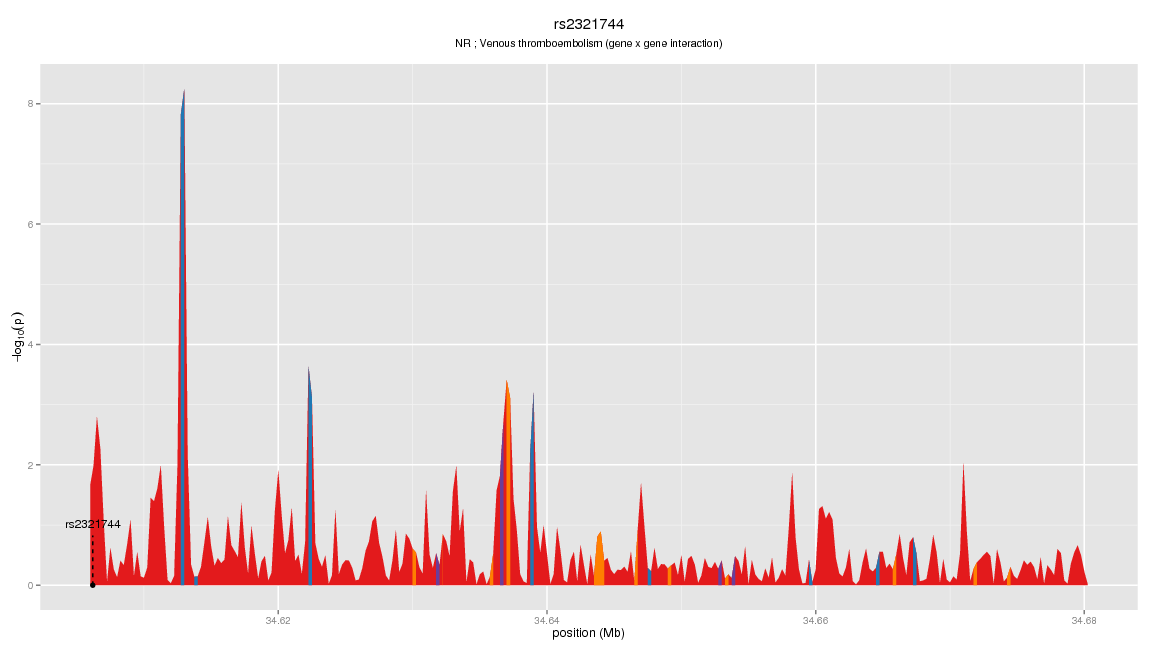 rs2321744
NR ; Venous thromboembolism (gene x gene interaction)
8
6
4
2
0
−log10(p)
rs2321744
34.62
34.64
34.66
34.68
position (Mb)